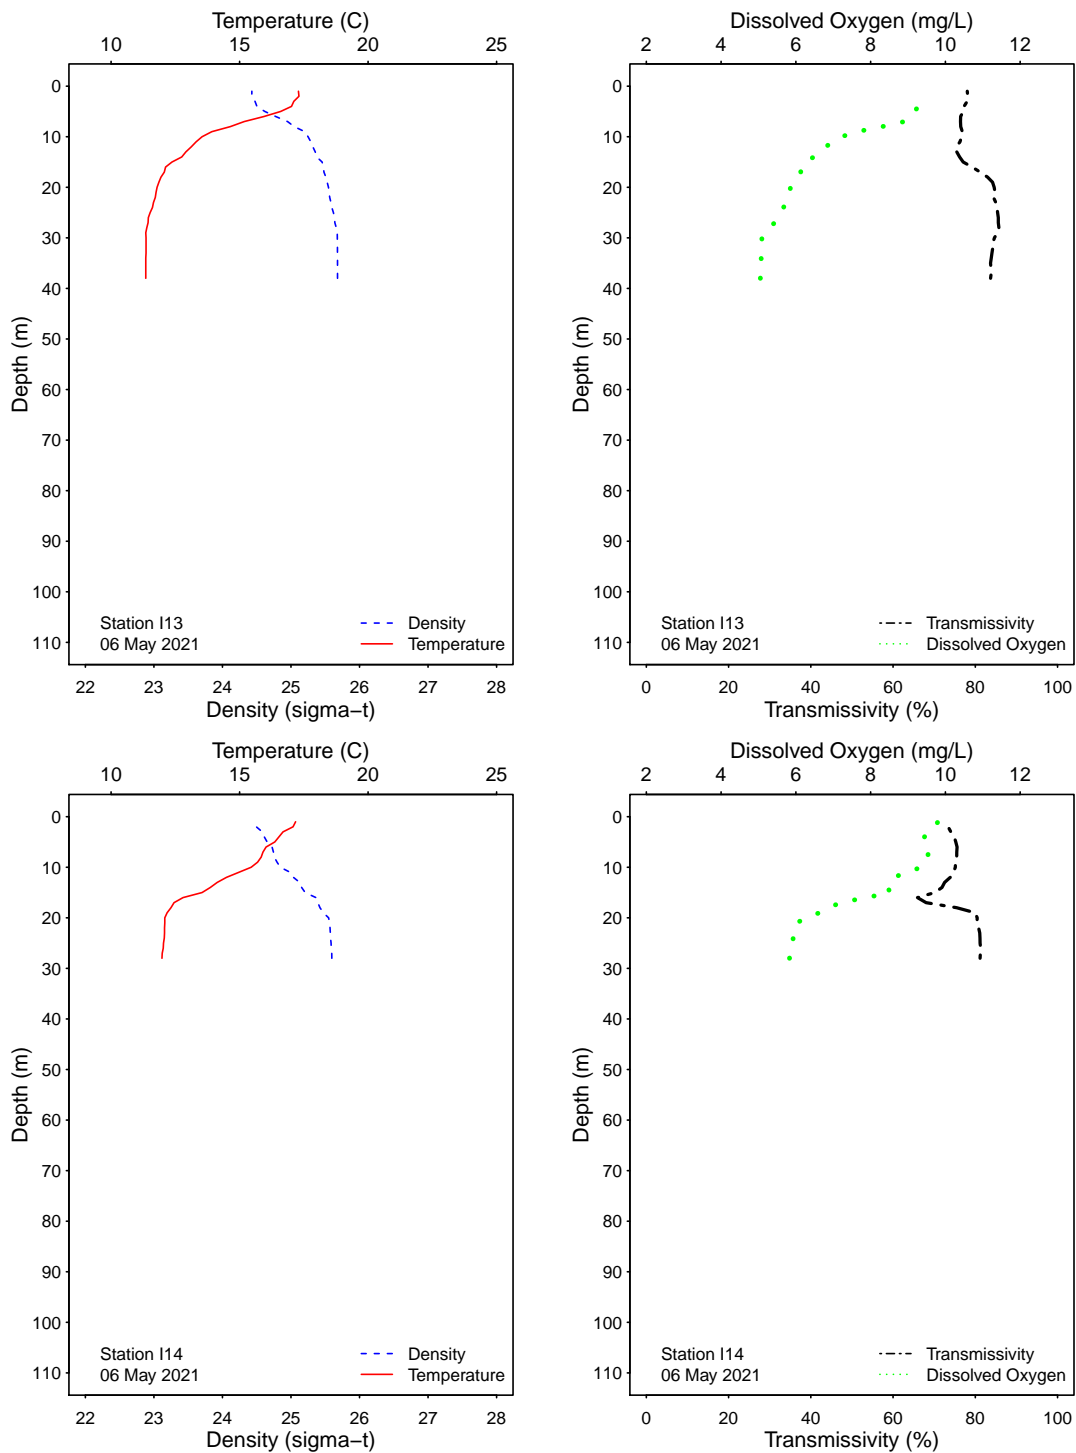 Temperature (C)
10 15 20 25
0
10
20
30
40
50
60
70
80
90
100
110
Depth (m)
Station I13
06 May 2021
Density
Temperature
22 23 24 25 26 27 28
Density (sigma−t)
Dissolved Oxygen (mg/L)
2 4 6 8 10 12
0
10
20
30
40
50
60
70
80
90
100
110
Depth (m)
Station I13
06 May 2021
Transmissivity
Dissolved Oxygen
0 20 40 60 80 100
Transmissivity (%)
Temperature (C)
10 15 20 25
0
10
20
30
40
50
60
70
80
90
100
110
Depth (m)
Station I14
06 May 2021
Density
Temperature
22 23 24 25 26 27 28
Density (sigma−t)
Dissolved Oxygen (mg/L)
2 4 6 8 10 12
0
10
20
30
40
50
60
70
80
90
100
110
Depth (m)
Station I14
06 May 2021
Transmissivity
Dissolved Oxygen
0 20 40 60 80 100
Transmissivity (%)